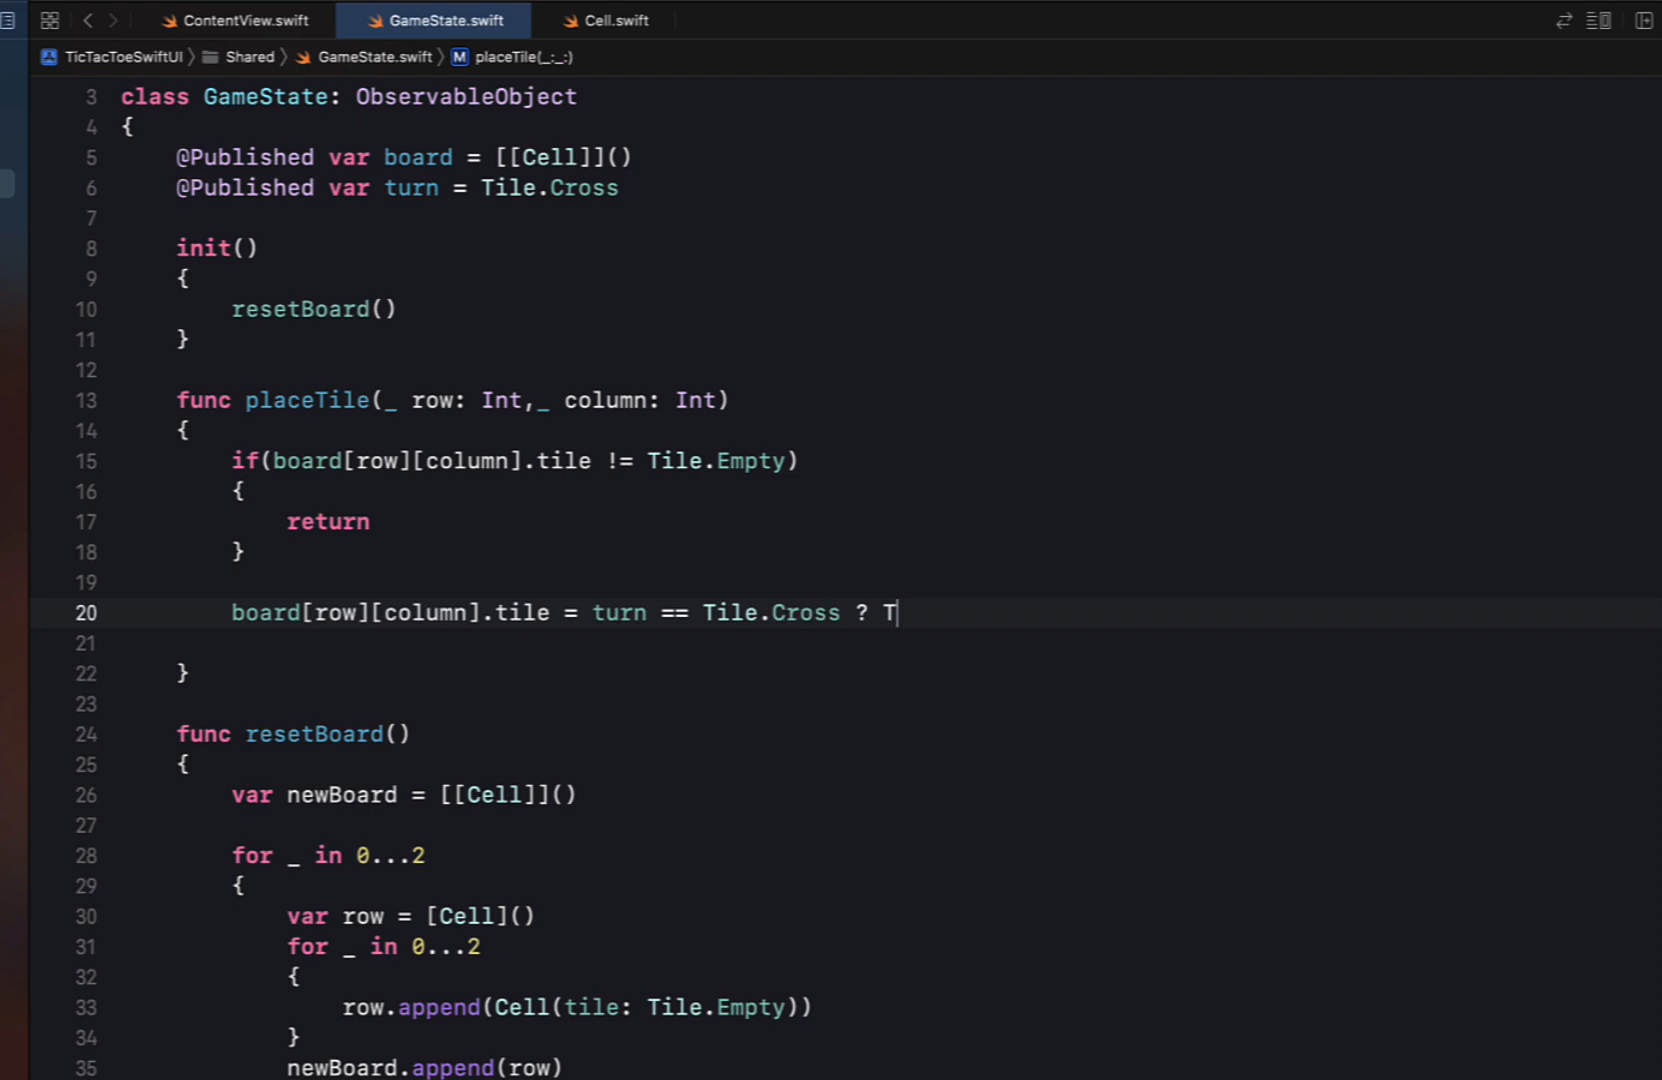 ContentView.swift GameState.swift Cell.swift
TicTacToeSwiftUI 〉 Shared 〉 GameState.swift 〉 M placeTile(_:_:)
3 class GameState: ObservableObject
4 {
5 @Published var board = [[Cell]]()
6 @Published var turn = Tile.Cross
7
8 init()
9 {
10 resetBoard()
11 }
12
13 func placeTile(_ row: Int,_ column: Int)
14 {
15 if(board[row][column].tile != Tile.Empty)
16 {
17 return
18 }
19
20 board[row][column].tile = turn == Tile.Cross ? T
21
22 }
23
24 func resetBoard()
25 {
26 var newBoard = [[Cell]]()
27
28 for _ in 0...2
29 {
30 var row = [Cell]()
31 for _ in 0...2
32 {
33 row.append(Cell(tile: Tile.Empty))
34 }
35 newBoard.append(row)